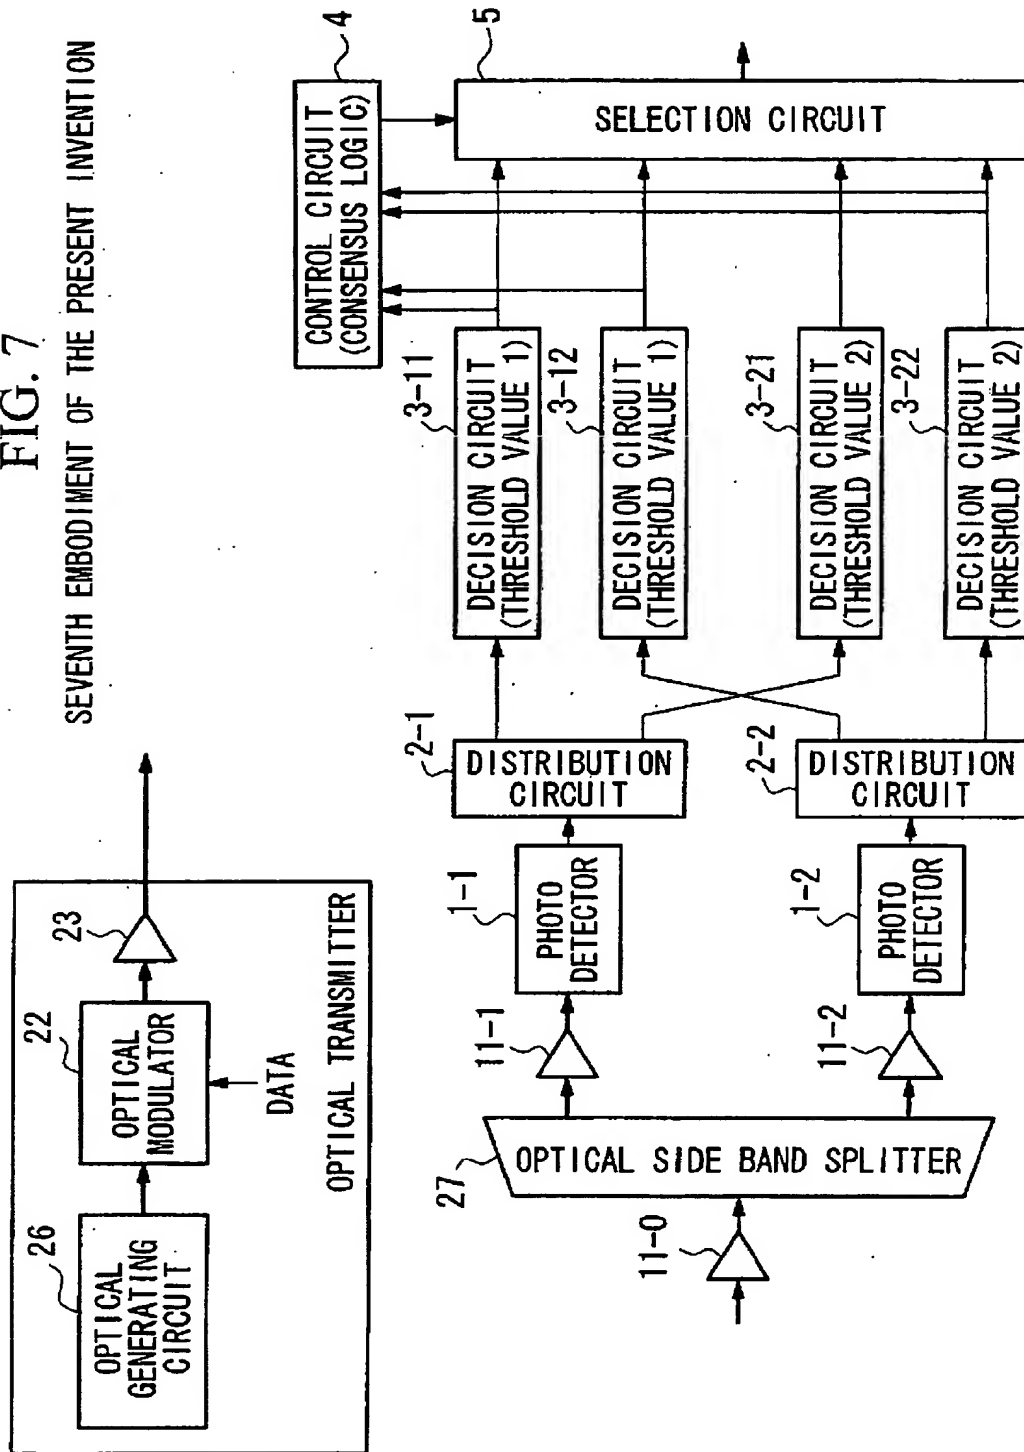 FIG. 7
SEVENTH EMBODIMENT OF THE PRESENT INVENTION
26
OPTICAL
GENERATING
CIRCUIT
22
OPTICAL
MODULATOR
23
DATA
OPTICAL TRANSMITTER
11-0
27
OPTICAL SIDE BAND SPLITTER
11-1
1-1
PHOTO
DETECTOR
2-1
DISTRIBUTION
CIRCUIT
11-2
1-2
PHOTO
DETECTOR
2-2
DISTRIBUTION
CIRCUIT
3-11
DECISION CIRCUIT
(THRESHOLD VALUE 1)
3-12
DECISION CIRCUIT
(THRESHOLD VALUE 1)
3-21
DECISION CIRCUIT
(THRESHOLD VALUE 2)
3-22
DECISION CIRCUIT
(THRESHOLD VALUE 2)
4
CONTROL CIRCUIT
(CONSENSUS LOGIC)
5
SELECTION CIRCUIT